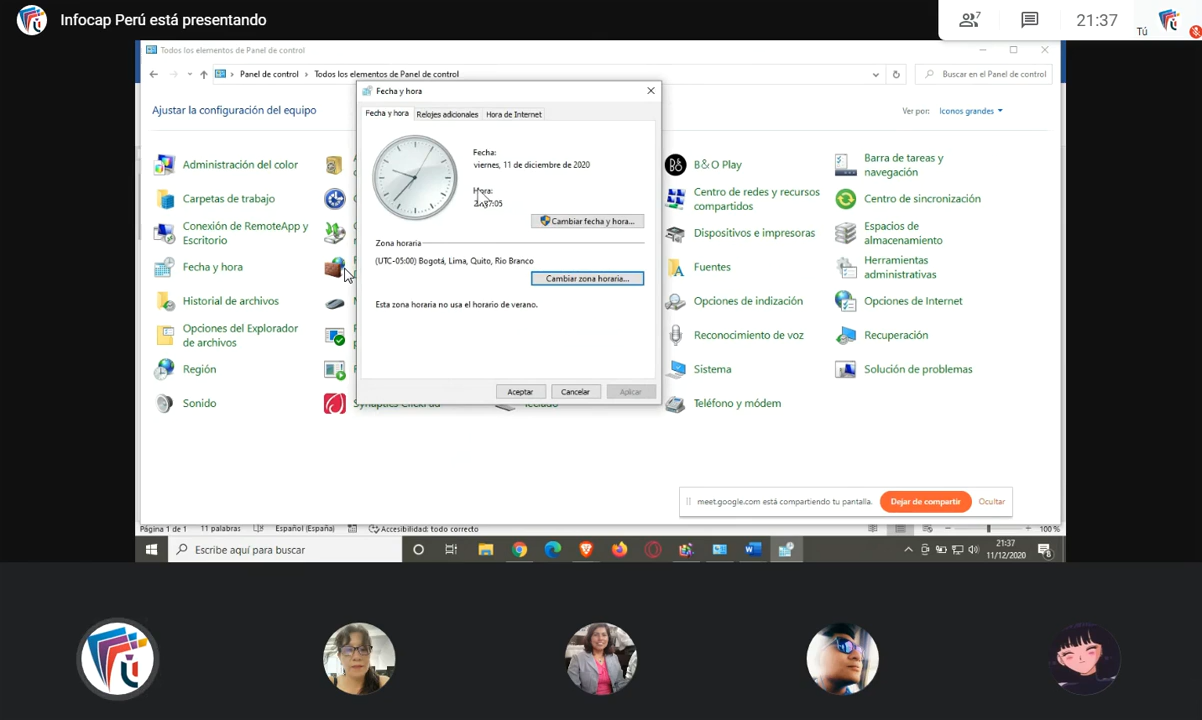 Infocap Perú está presentando
7
21:37
Tú
Todos los elementos de Panel de control
Panel de control
Todos los elementos de Panel de control
Buscar en el Panel de control
Ajustar la configuración del equipo
Ver por:
Iconos grandes
Fecha y hora
Fecha y hora
Relojes adicionales
Hora de Internet
Fecha:
viernes, 11 de diciembre de 2020
Hora:
Cambiar fecha y hora...
Zona horaria
(UTC-05:00) Bogotá, Lima, Quito, Rio Branco
Cambiar zona horaria...
Esta zona horaria no usa el horario de verano.
Aceptar
Cancelar
Aplicar
Administración del color
Carpetas de trabajo
Conexión de RemoteApp y
Escritorio
Fecha y hora
Historial de archivos
Opciones del Explorador
de archivos
Región
Sonido
B&O Play
Centro de redes y recursos
compartidos
Dispositivos e impresoras
Fuentes
Opciones de indización
Reconocimiento de voz
Sistema
Teléfono y módem
Barra de tareas y
navegación
Centro de sincronización
Espacios de
almacenamiento
Herramientas
administrativas
Opciones de Internet
Recuperación
Solución de problemas
meet.google.com está compartiendo tu pantalla.
Dejar de compartir
Ocultar
Página 1 de 1
11 palabras
Español (España)
Accesibilidad: todo correcto
100 %
Escribe aquí para buscar
21:37
11/12/2020
8